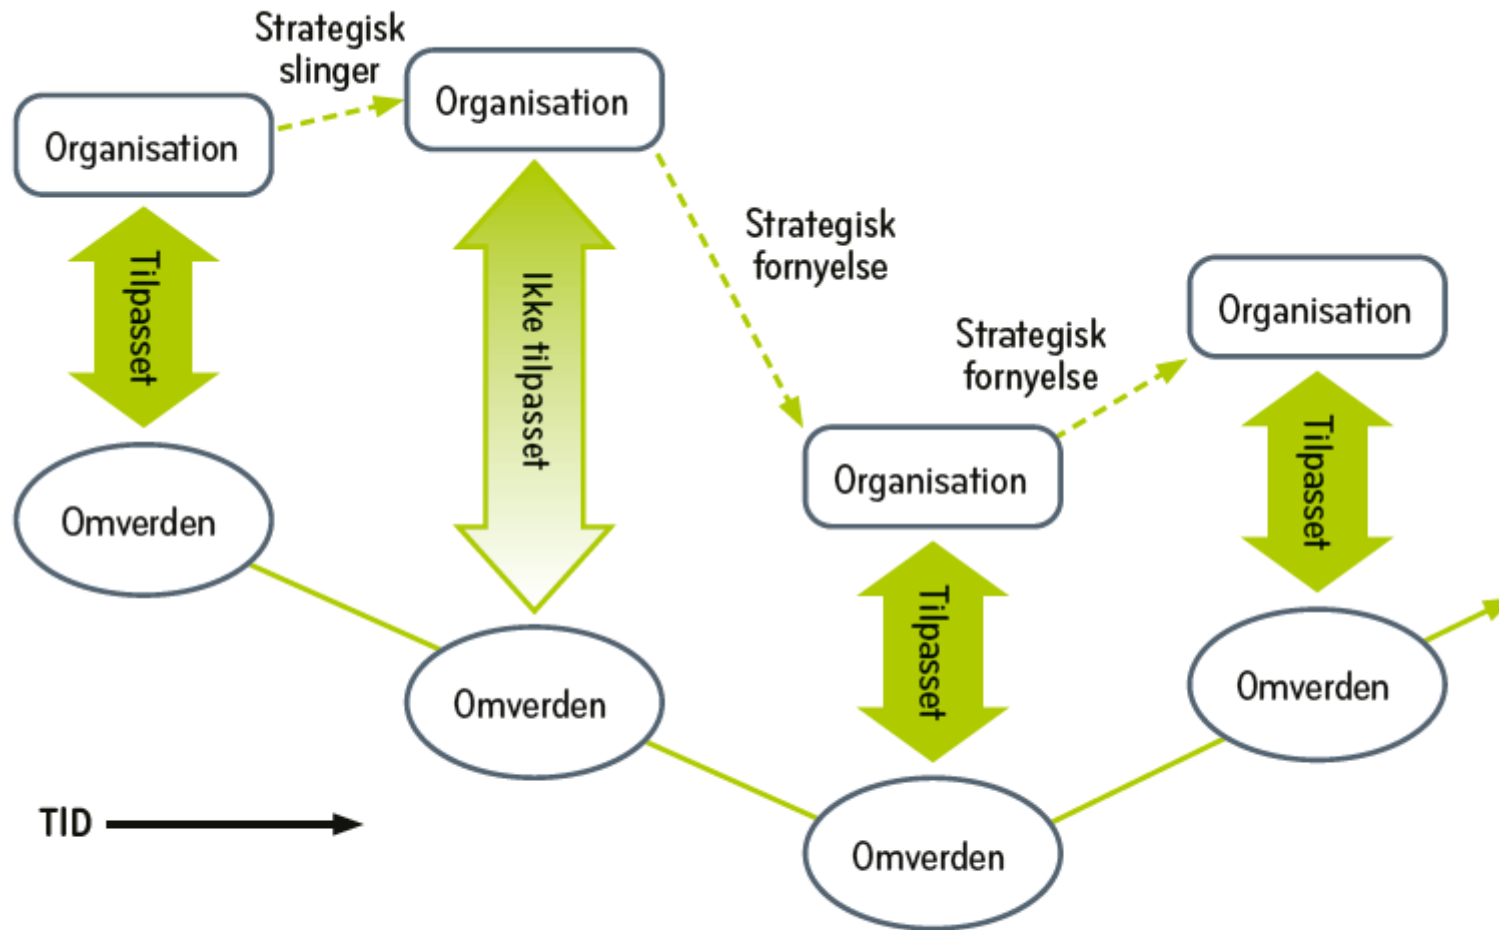 Strategisk
slinger
Organisation
Organisation
Tilpasset
Ikke tilpasset
Strategisk
fornyelse
Strategisk
fornyelse
Organisation
Organisation
Tilpasset
Tilpasset
Omverden
Omverden
Omverden
Omverden
TID